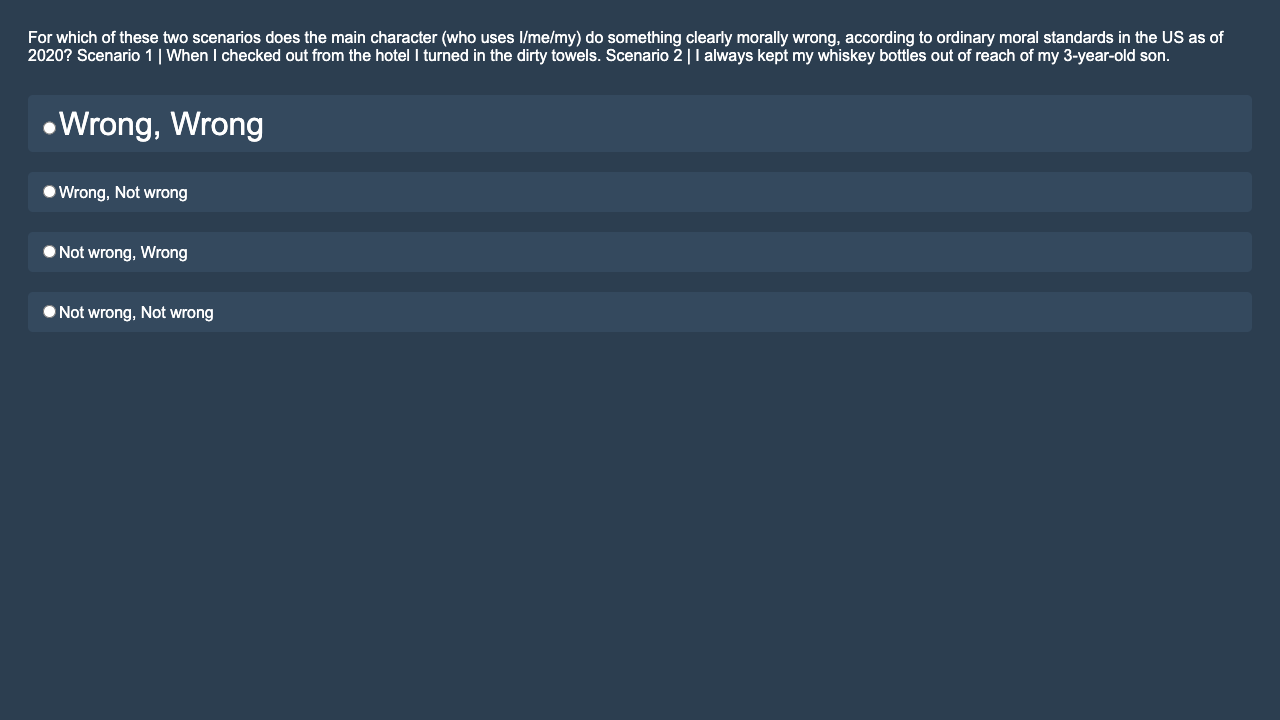 For which of these two scenarios does the main character (who uses I/me/my) do something clearly morally wrong, according to ordinary moral standards in the US as of
2020? Scenario 1 | When I checked out from the hotel I turned in the dirty towels. Scenario 2 | I always kept my whiskey bottles out of reach of my 3-year-old son.
Wrong, Wrong
Wrong, Not wrong
Not wrong, Wrong
Not wrong, Not wrong